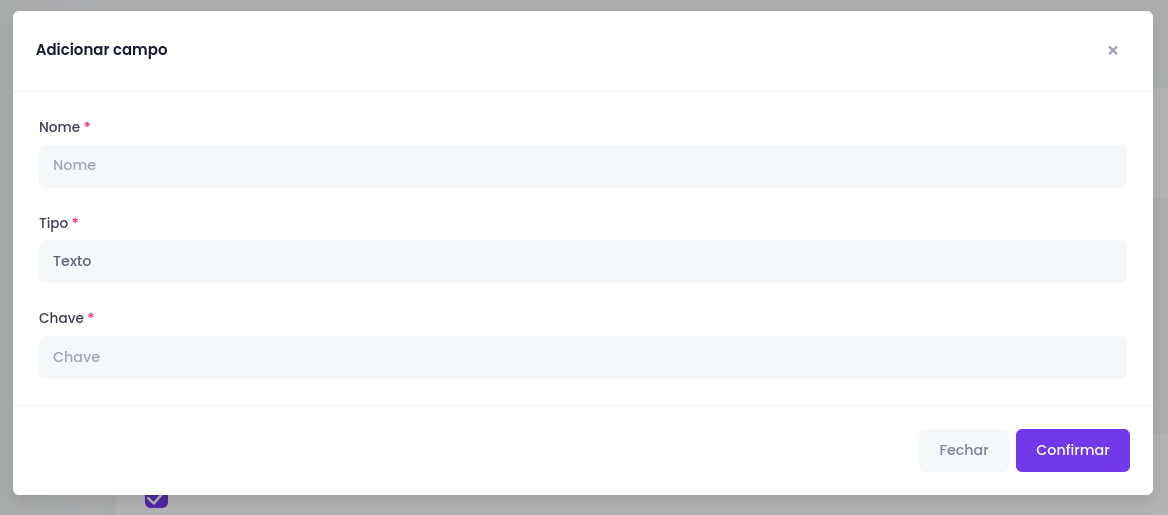 Adicionar campo ×
Nome *
Nome
Tipo *
Texto
Chave *
Chave
Fechar Confirmar